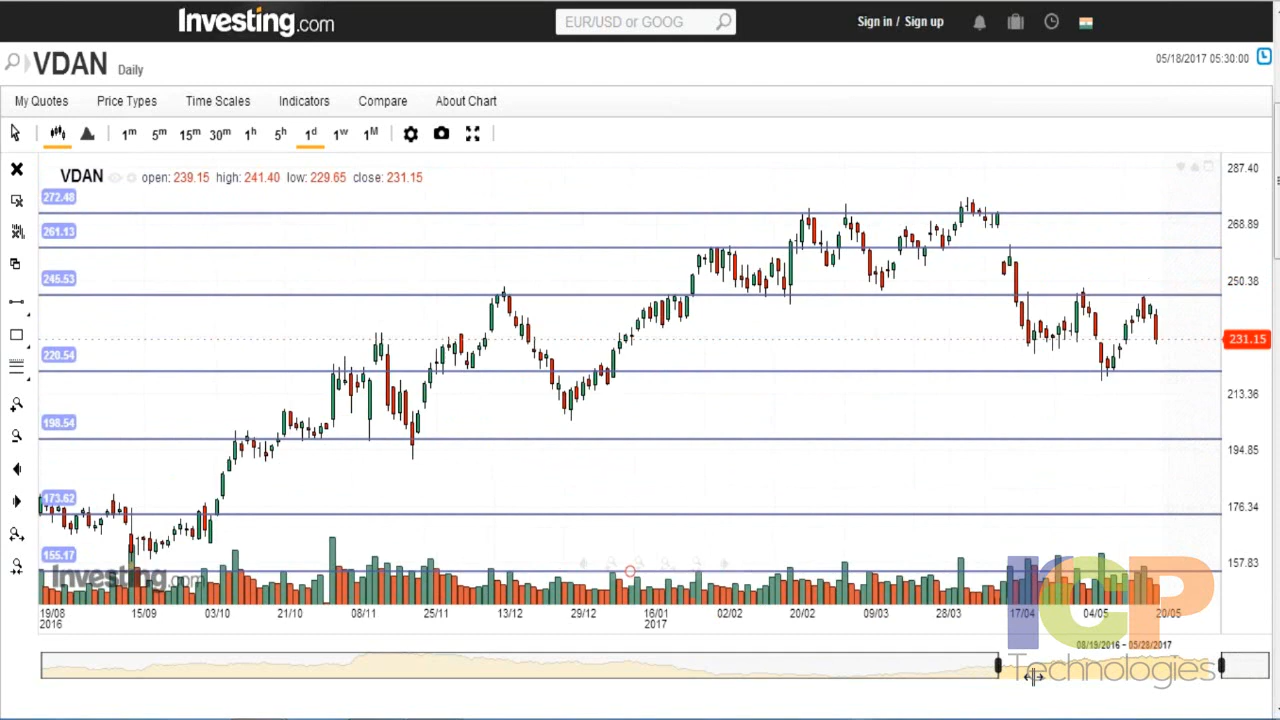 Investing.com EUR/USD or GOOG Sign in / Sign up
VDAN Daily 05/18/2017 05:30:00
My Quotes Price Types Time Scales Indicators Compare About Chart
1m 5m 15m 30m 1h 5h 1d 1w 1M
VDAN open: 239.15 high: 241.40 low: 229.65 close: 231.15
287.40
272.48
268.89
261.13
250.38
245.53
231.15
220.54
213.36
198.54
194.85
176.34
173.62
157.83
155.17
Investing.com
19/08 15/09 03/10 21/10 08/11 25/11 13/12 29/12 16/01 02/02 20/02 09/03 28/03 17/04 04/05 20/05
2016 2017
08/19/2016 - 05/28/2017
ICP
Technologies